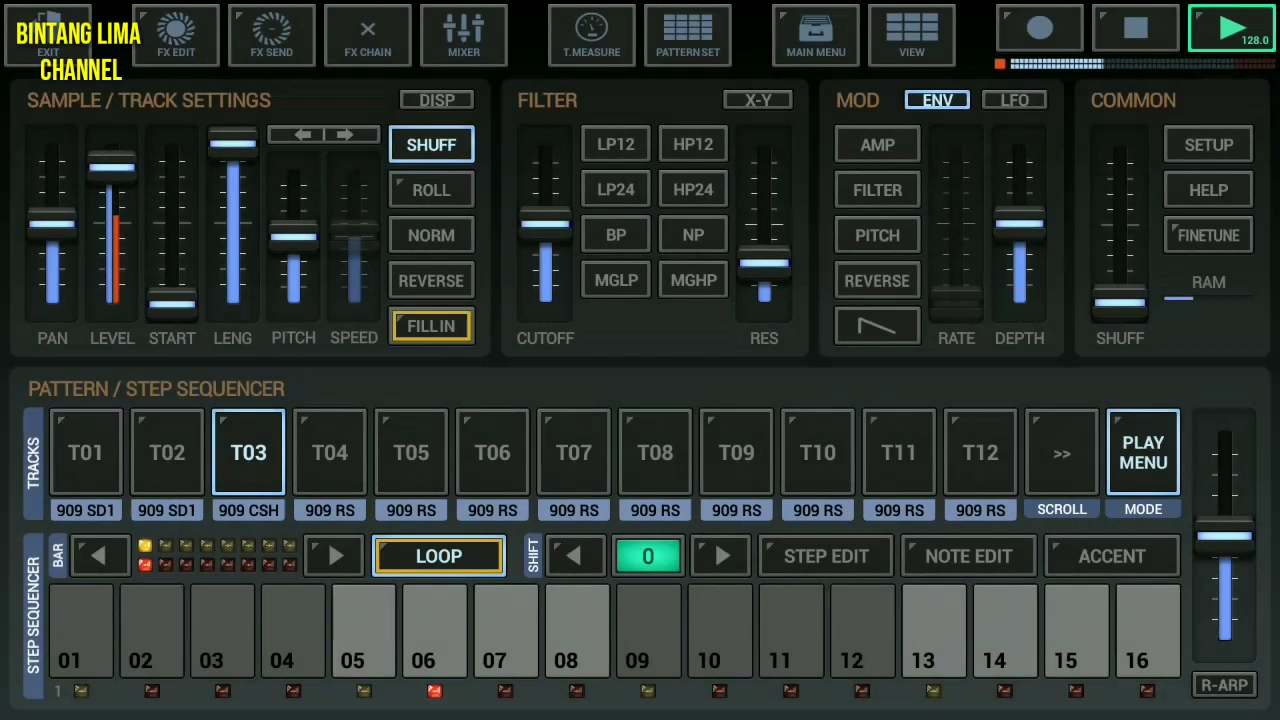 BINTANG LIMA
CHANNEL
EXIT
FX EDIT
FX SEND
FX CHAIN
MIXER
T.MEASURE
PATTERN SET
MAIN MENU
VIEW
128.0
SAMPLE / TRACK SETTINGS
DISP
SHUFF
ROLL
NORM
REVERSE
FILL IN
PAN
LEVEL
START
LENG
PITCH
SPEED
FILTER
X-Y
LP12
HP12
LP24
HP24
BP
NP
MGLP
MGHP
CUTOFF
RES
MOD
ENV
LFO
AMP
FILTER
PITCH
REVERSE
RATE
DEPTH
COMMON
SETUP
HELP
FINETUNE
RAM
SHUFF
PATTERN / STEP SEQUENCER
TRACKS
T01
T02
T03
T04
T05
T06
T07
T08
T09
T10
T11
T12
>>
PLAY
MENU
909 SD1
909 SD1
909 CSH
909 RS
909 RS
909 RS
909 RS
909 RS
909 RS
909 RS
909 RS
909 RS
SCROLL
MODE
STEP SEQUENCER
BAR
LOOP
SHIFT
0
STEP EDIT
NOTE EDIT
ACCENT
01
02
03
04
05
06
07
08
09
10
11
12
13
14
15
16
1
R-ARP